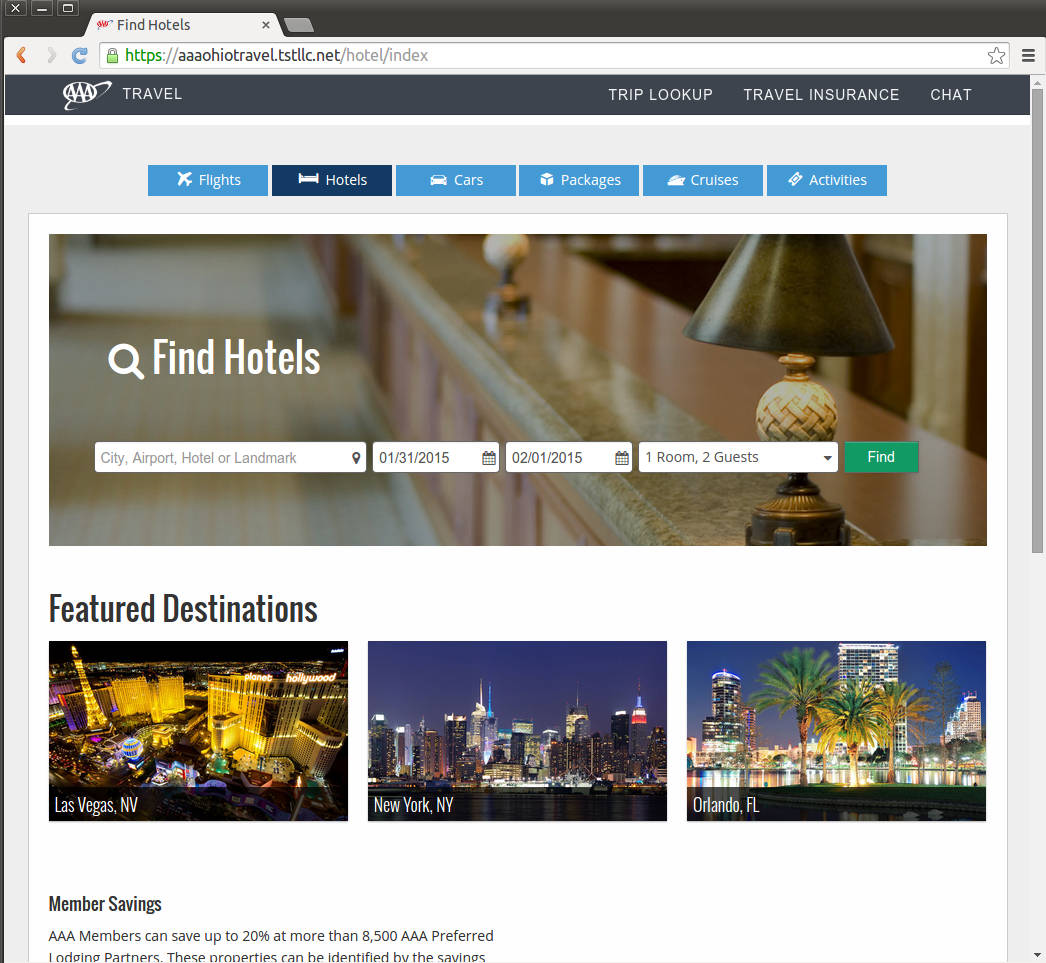 Find Hotels
https://aaaohiotravel.tstllc.net/hotel/index
AAA TRAVEL TRIP LOOKUP TRAVEL INSURANCE CHAT
Flights Hotels Cars Packages Cruises Activities
Find Hotels
City, Airport, Hotel or Landmark 01/31/2015 02/01/2015 1 Room, 2 Guests Find
Featured Destinations
planet hollywood
Las Vegas, NV New York, NY Orlando, FL
Member Savings
AAA Members can save up to 20% at more than 8,500 AAA Preferred
Lodging Partners. These properties can be identified by the savings